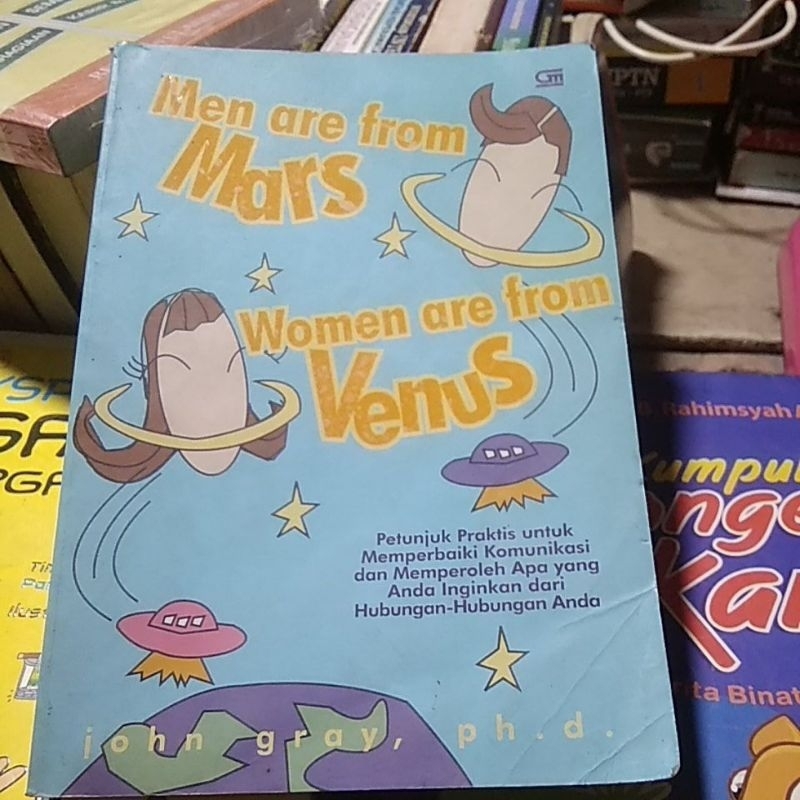 Men are from
Mars
Women are from
Venus
Petunjuk Praktis untuk
Memperbaiki Komunikasi
dan Memperoleh Apa yang
Anda Inginkan dari
Hubungan-Hubungan Anda
john gray, ph.d.
Rahimsyah